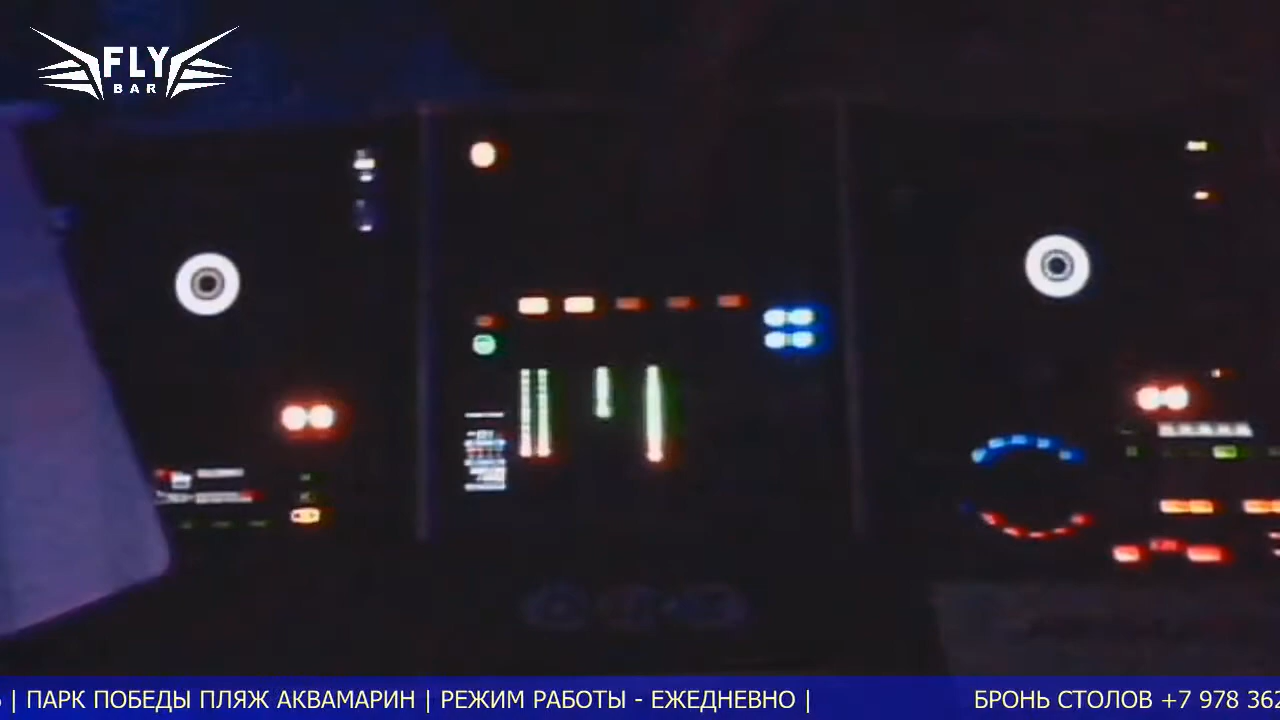 FLY
BAR
| ПАРК ПОБЕДЫ ПЛЯЖ АКВАМАРИН | РЕЖИМ РАБОТЫ - ЕЖЕДНЕВНО | БРОНЬ СТОЛОВ +7 978 362